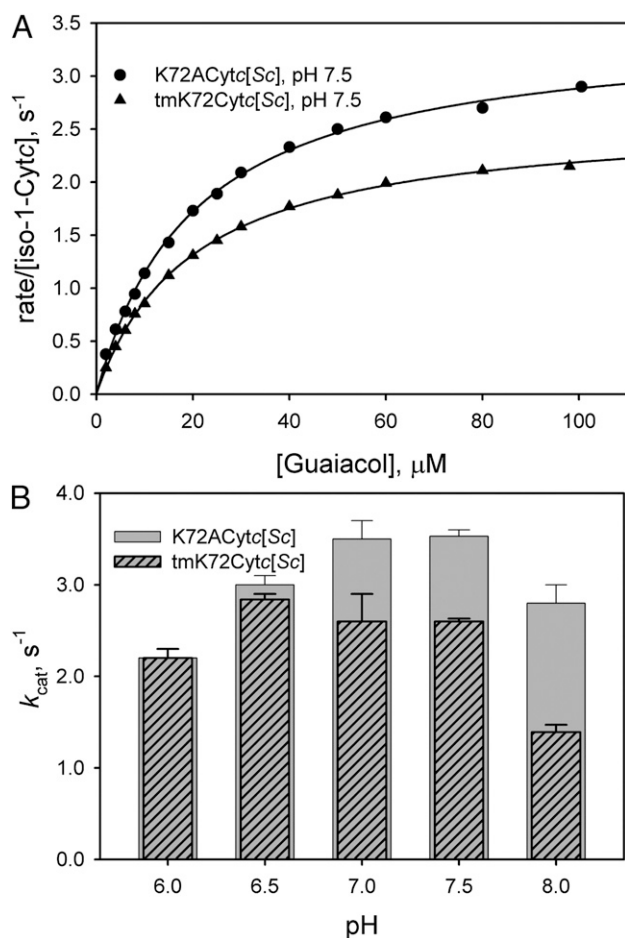 A
3.5
3.0
2.5
2.0
1.5
1.0
0.5
0.0
rate/[iso-1-Cytc], s-1
K72ACytc[Sc], pH 7.5
tmK72Cytc[Sc], pH 7.5
0 20 40 60 80 100
[Guaiacol], μM
B
4.0
3.0
2.0
1.0
0.0
kcat, s-1
K72ACytc[Sc]
tmK72Cytc[Sc]
6.0 6.5 7.0 7.5 8.0
pH